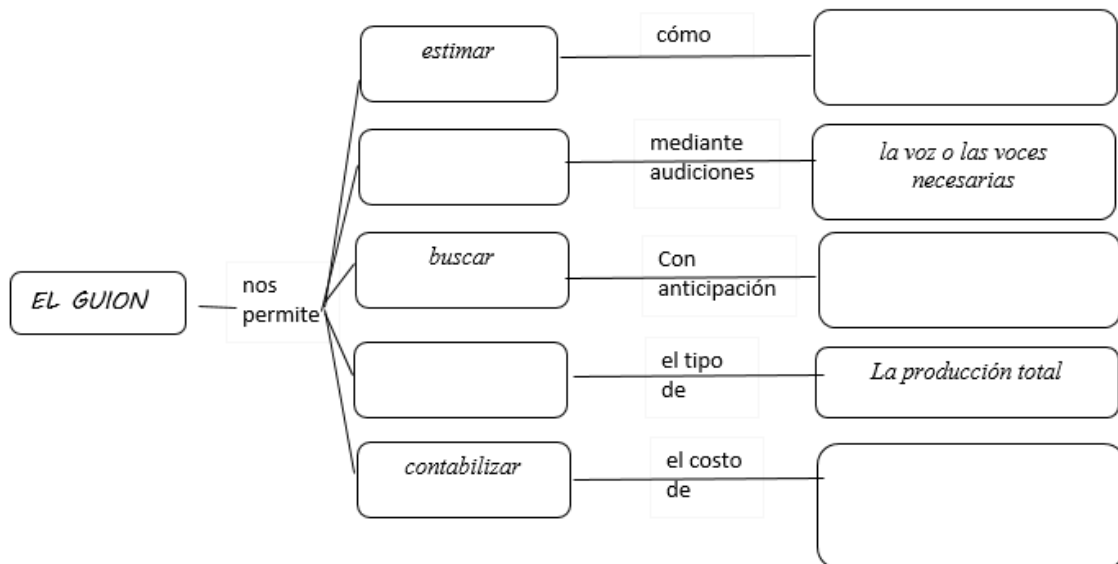 estimar
cómo
mediante
audiciones
la voz o las voces
necesarias
buscar
Con
anticipación
EL GUION
nos
permite
el tipo
de
La producción total
contabilizar
el costo
de